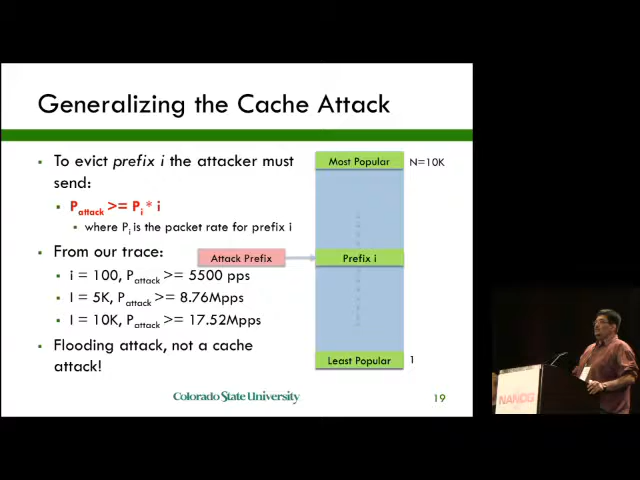 Generalizing the Cache Attack
▪ To evict prefix i the attacker must
send:
▪ Pattack >= Pi * i
▪ where Pi is the packet rate for prefix i
▪ From our trace:
▪ i = 100, Pattack >= 5500 pps
▪ I = 5K, Pattack >= 8.76Mpps
▪ I = 10K, Pattack >= 17.52Mpps
▪ Flooding attack, not a cache
attack!
Most Popular
N=10K
Attack Prefix
Prefix i
Least Popular
1
Colorado State University
19
NANOG